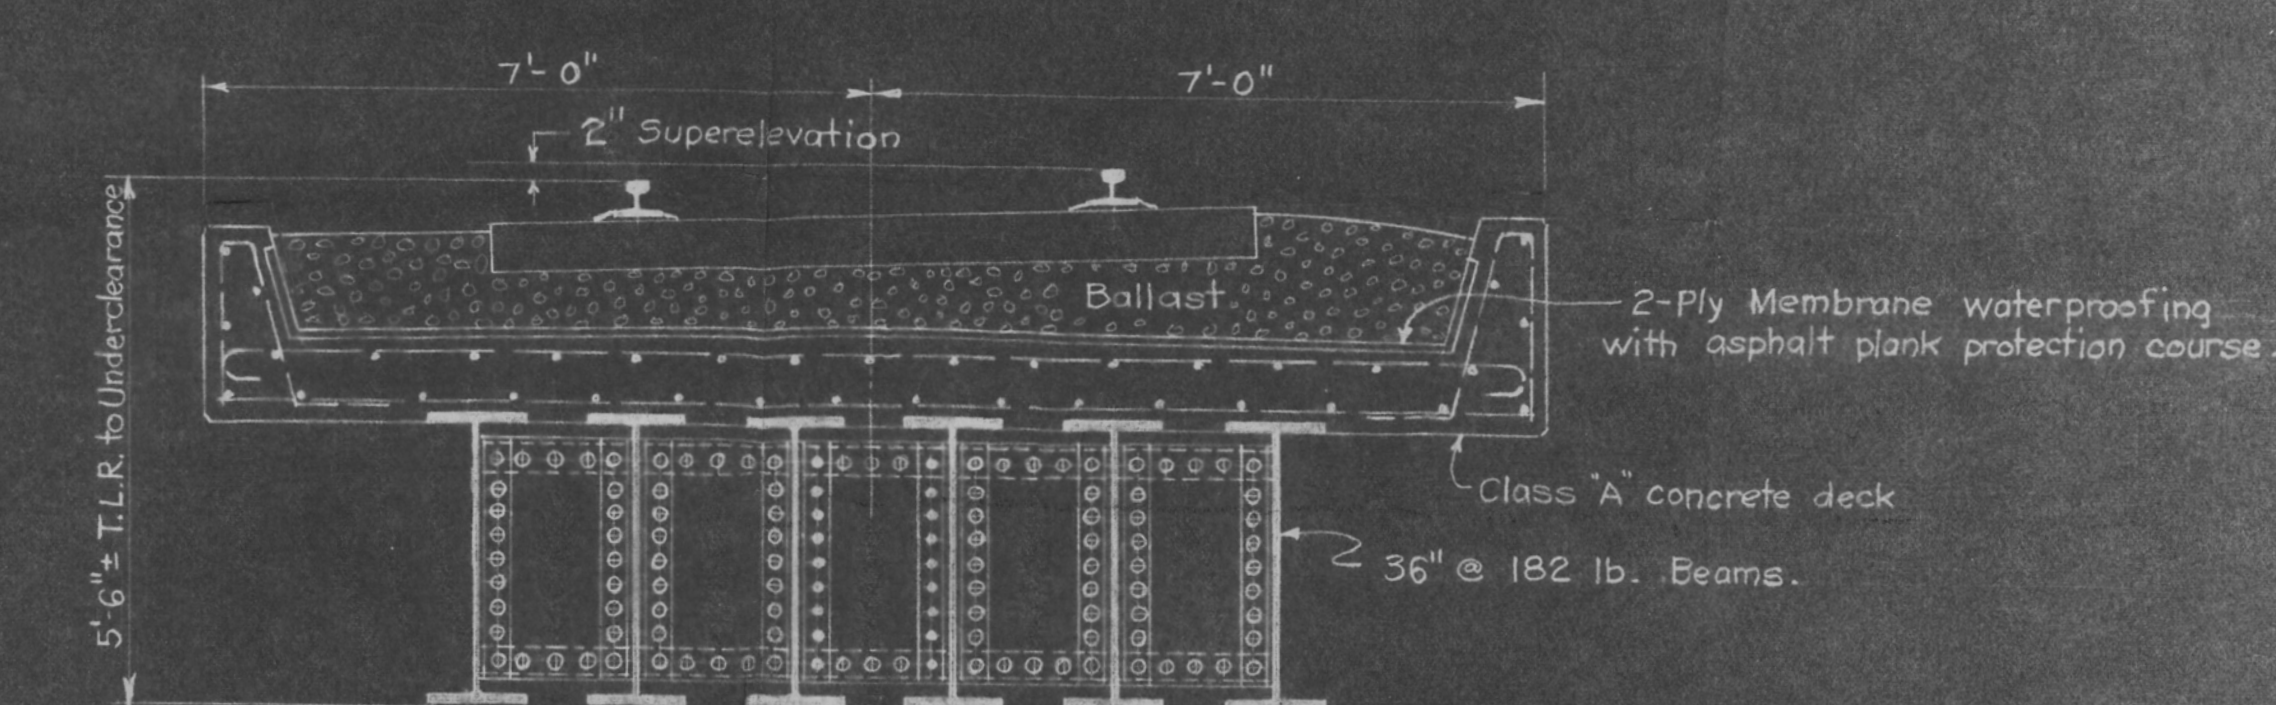 7'-0"
7'-0"
2" Superelevation
5'-6"± T.L.R. to Underclearance
Ballast
2-Ply Membrane waterproofing
with asphalt plank protection course.
Class "A" concrete deck
36" @ 182 lb. Beams.